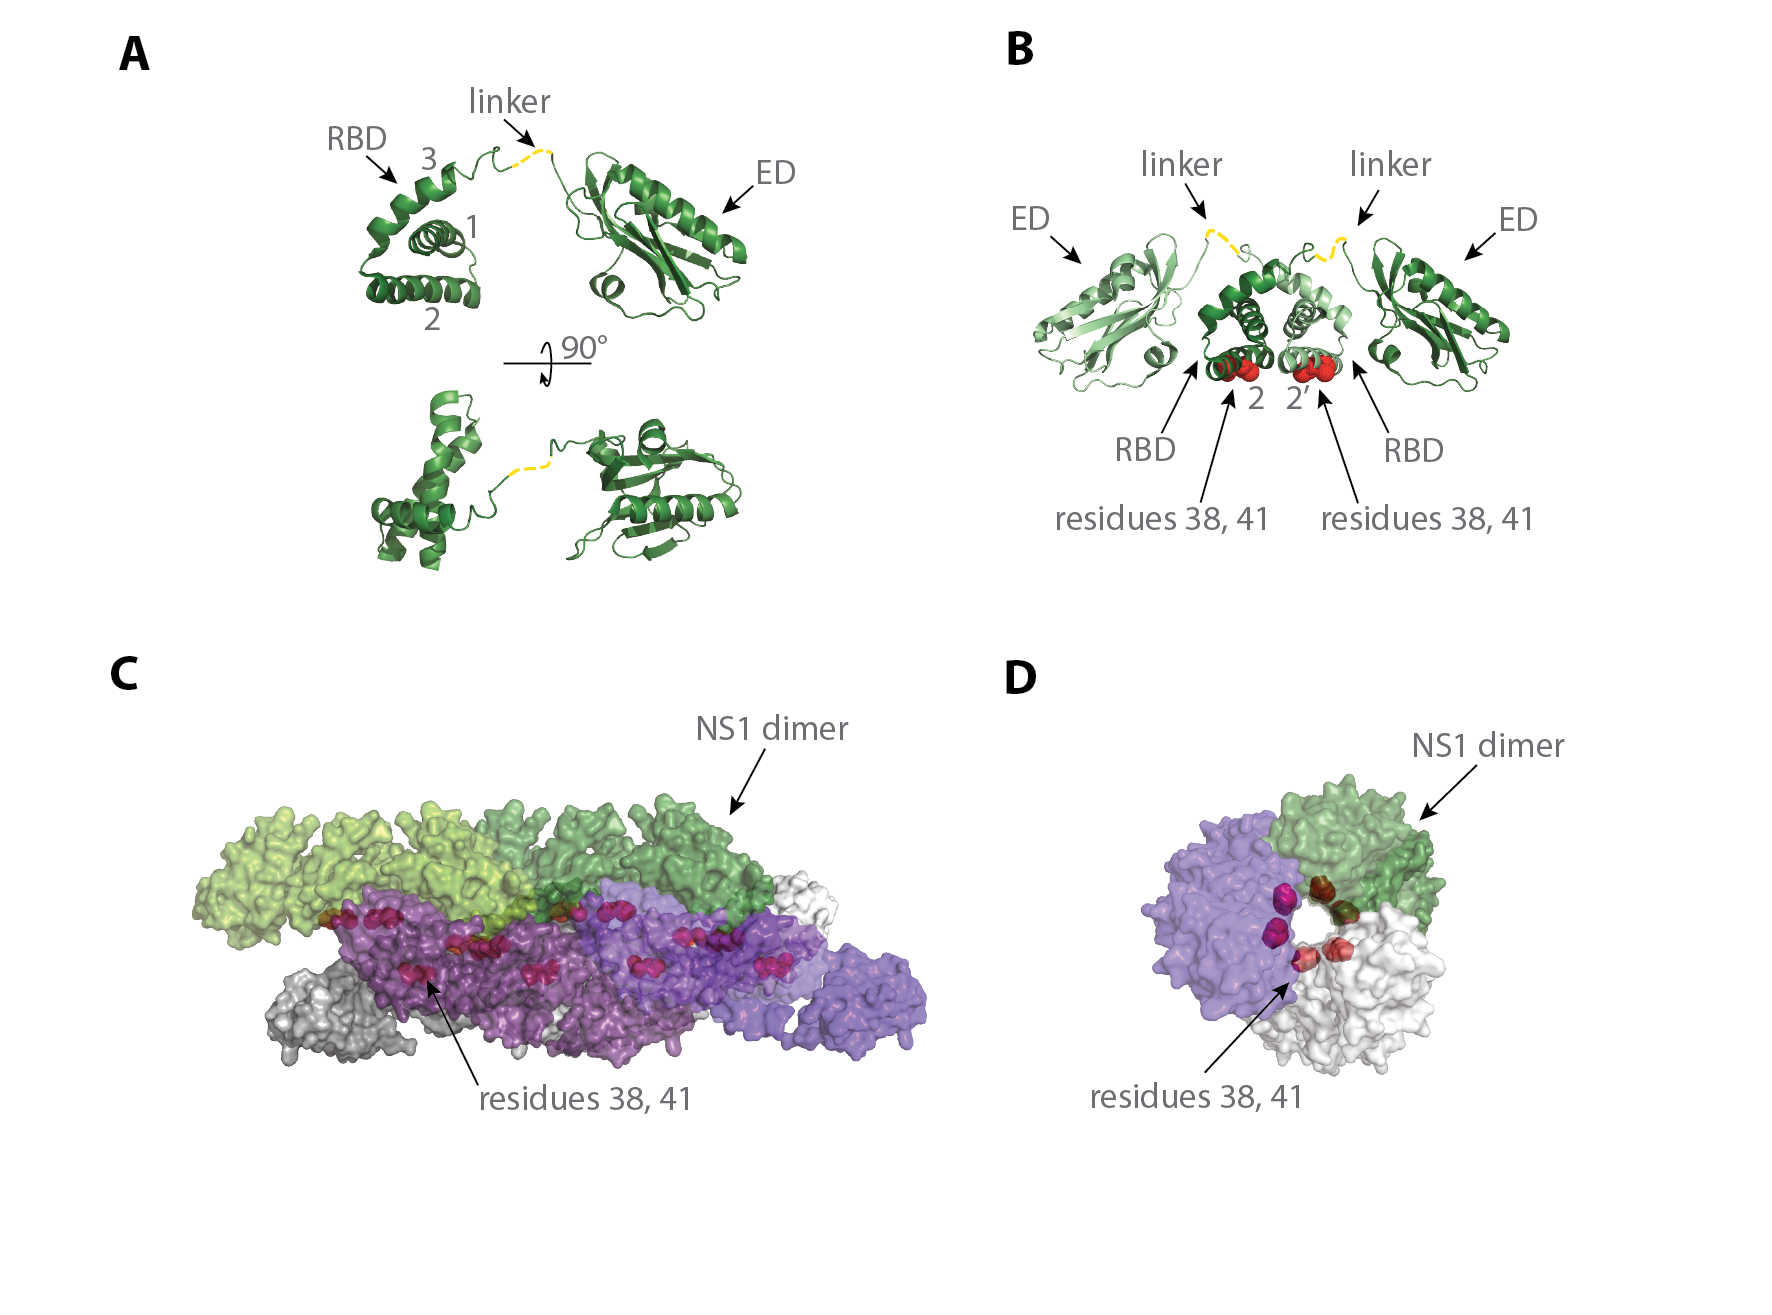 A
linker
RBD
3
ED
1
2
90°
B
linker
linker
ED
ED
2
2′
RBD
RBD
residues 38, 41
residues 38, 41
C
NS1 dimer
residues 38, 41
D
NS1 dimer
residues 38, 41